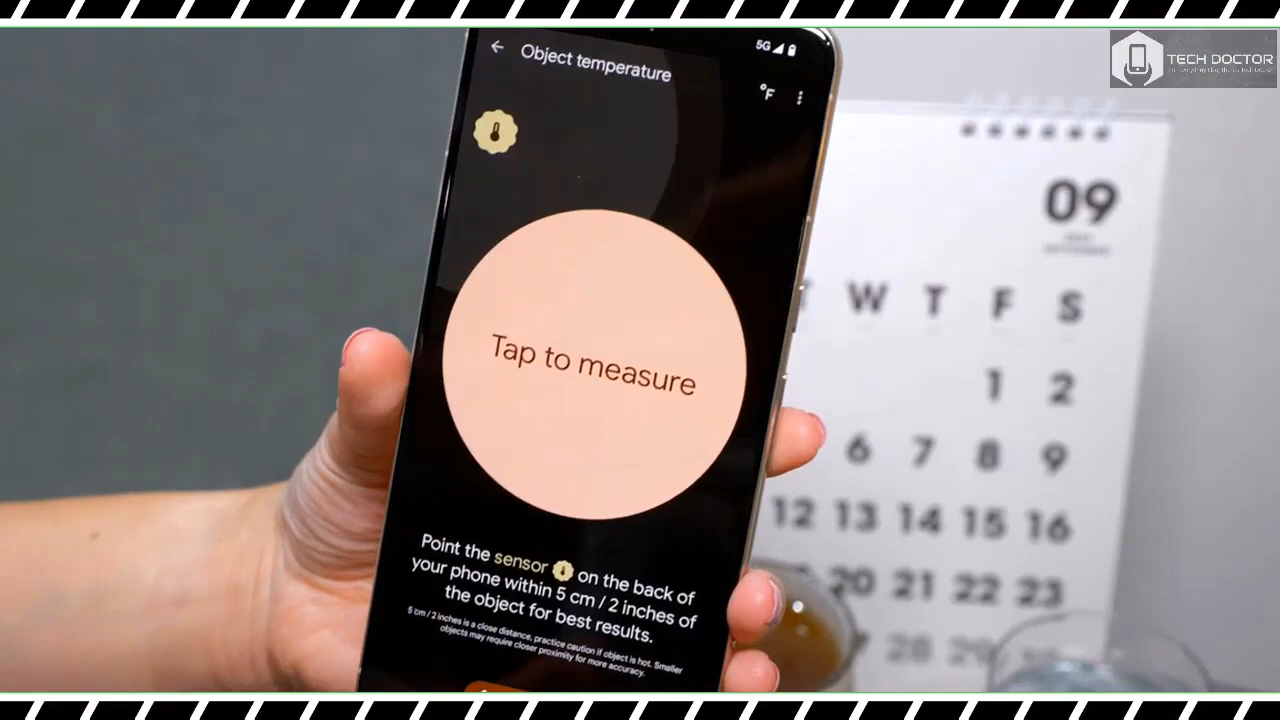 Object temperature
5G
°F
Tap to measure
Point the sensor on the back of
your phone within 5 cm / 2 inches of
the object for best results.
5 cm / 2 inches is a close distance, practice caution if object is hot. Smaller
objects may require closer proximity for more accuracy.
TECH DOCTOR
09
W T F S
1 2
6 7 8 9
12 13 14 15 16
20 21 22 23
28 29